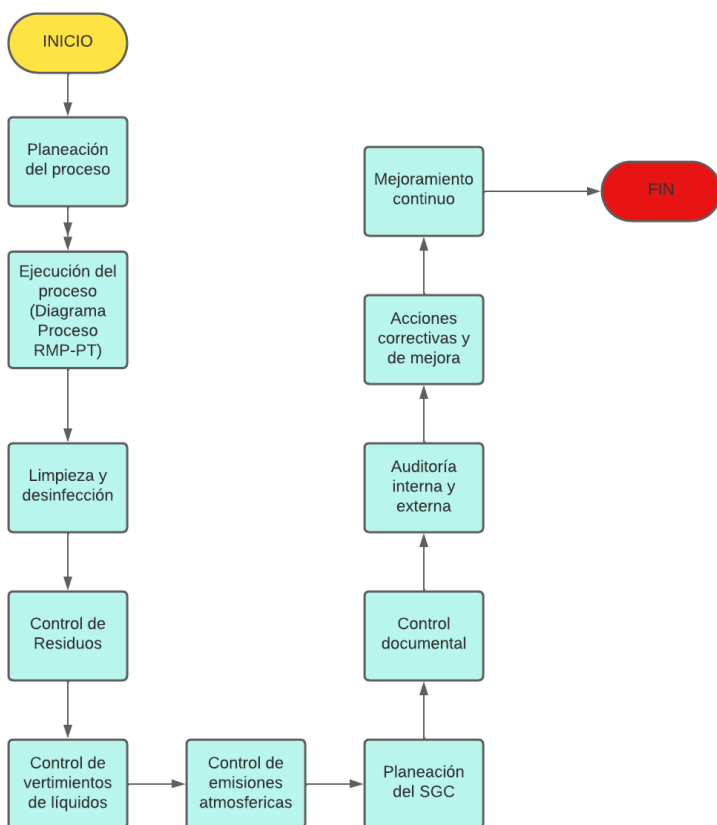 INICIO
Planeación
del proceso
Ejecución del
proceso
(Diagrama
Proceso
RMP-PT)
Limpieza y
desinfección
Control de
Residuos
Control de
vertimientos
de líquidos
Control de
emisiones
atmosfericas
Planeación
del SGC
Control
documental
Auditoría
interna y
externa
Acciones
correctivas y
de mejora
Mejoramiento
continuo
FIN